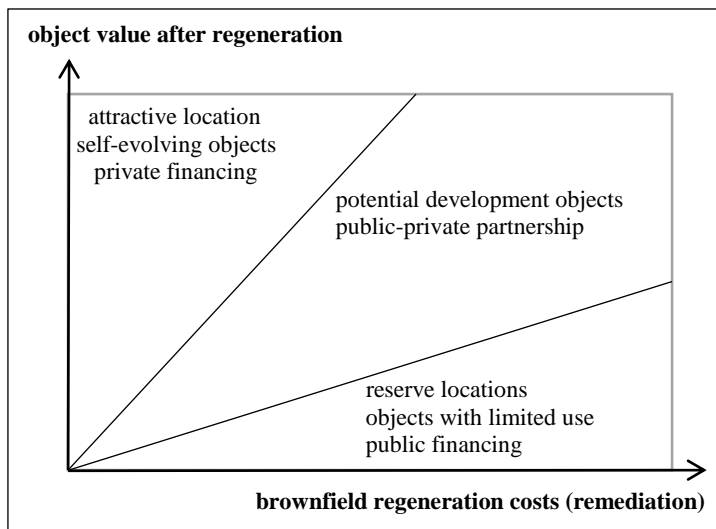 object value after regeneration
attractive location
self-evolving objects
private financing
potential development objects
public-private partnership
reserve locations
objects with limited use
public financing
brownfield regeneration costs (remediation)